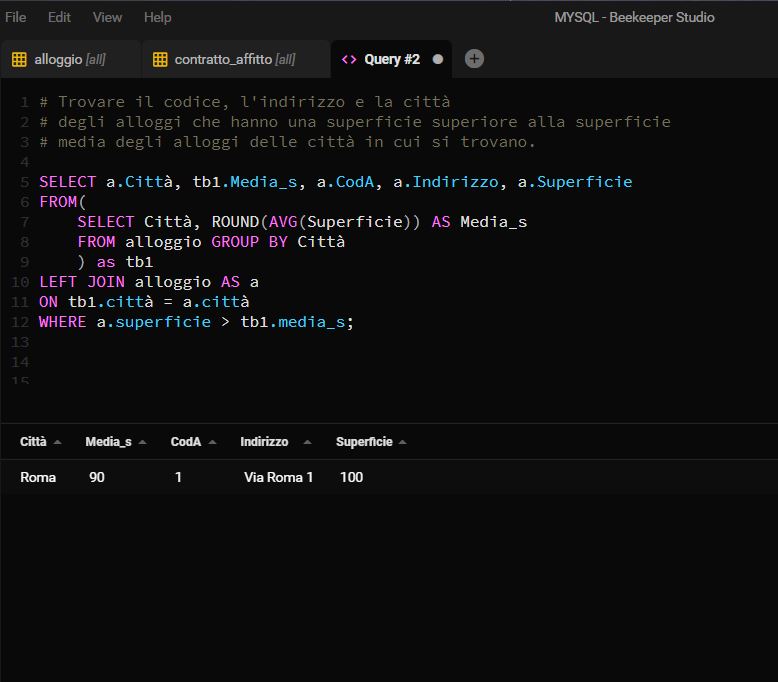 File Edit View Help MYSQL - Beekeeper Studio
alloggio [all] contratto_affitto [all] <> Query #2 +
1 # Trovare il codice, l'indirizzo e la città
2 # degli alloggi che hanno una superficie superiore alla superficie
3 # media degli alloggi delle città in cui si trovano.
4
5 SELECT a.Città, tb1.Media_s, a.CodA, a.Indirizzo, a.Superficie
6 FROM(
7 SELECT Città, ROUND(AVG(Superficie)) AS Media_s
8 FROM alloggio GROUP BY Città
9 ) as tb1
10 LEFT JOIN alloggio AS a
11 ON tb1.città = a.città
12 WHERE a.superficie > tb1.media_s;
13
14
15
Città Media_s CodA Indirizzo Superficie
Roma 90 1 Via Roma 1 100